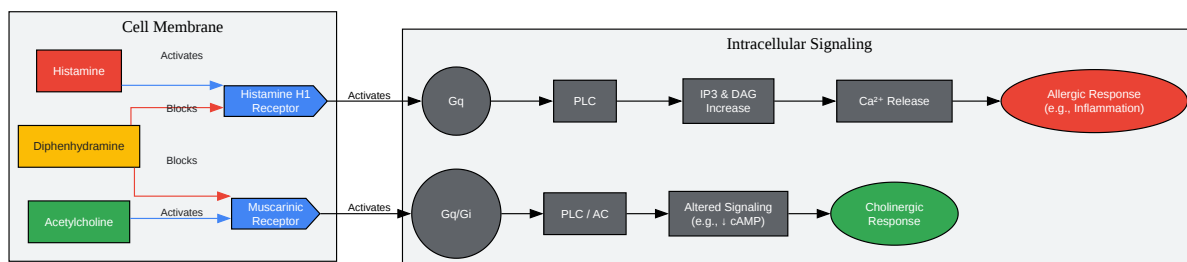 Cell Membrane
Histamine
Activates
Histamine H1
Receptor
Blocks
Diphenhydramine
Blocks
Acetylcholine
Activates
Muscarinic
Receptor
Activates
Activates
Intracellular Signaling
Gq
PLC
IP3 & DAG
Increase
Ca²⁺ Release
Allergic Response
(e.g., Inflammation)
Gq/Gi
PLC / AC
Altered Signaling
(e.g., ↓ cAMP)
Cholinergic
Response